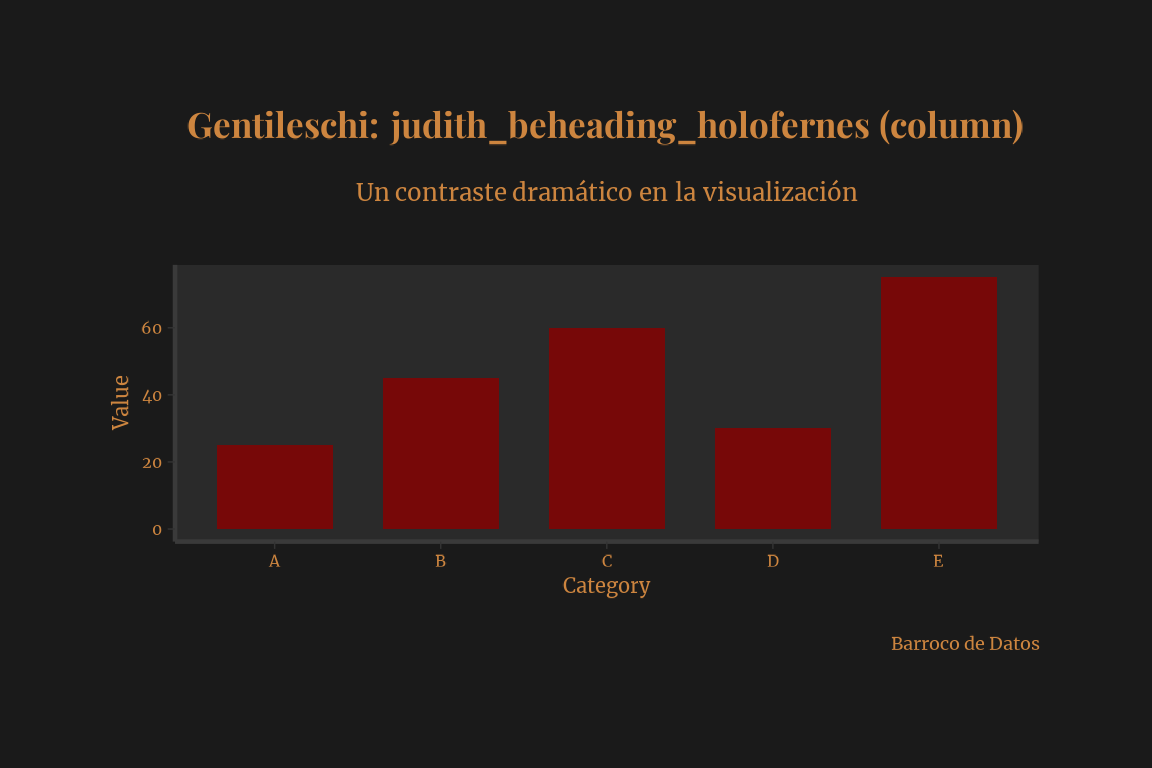 Gentileschi: judith_beheading_holofernes (column)
Un contraste dramático en la visualización
60
40
20
0
Value
A B C D E
Category
Barroco de Datos